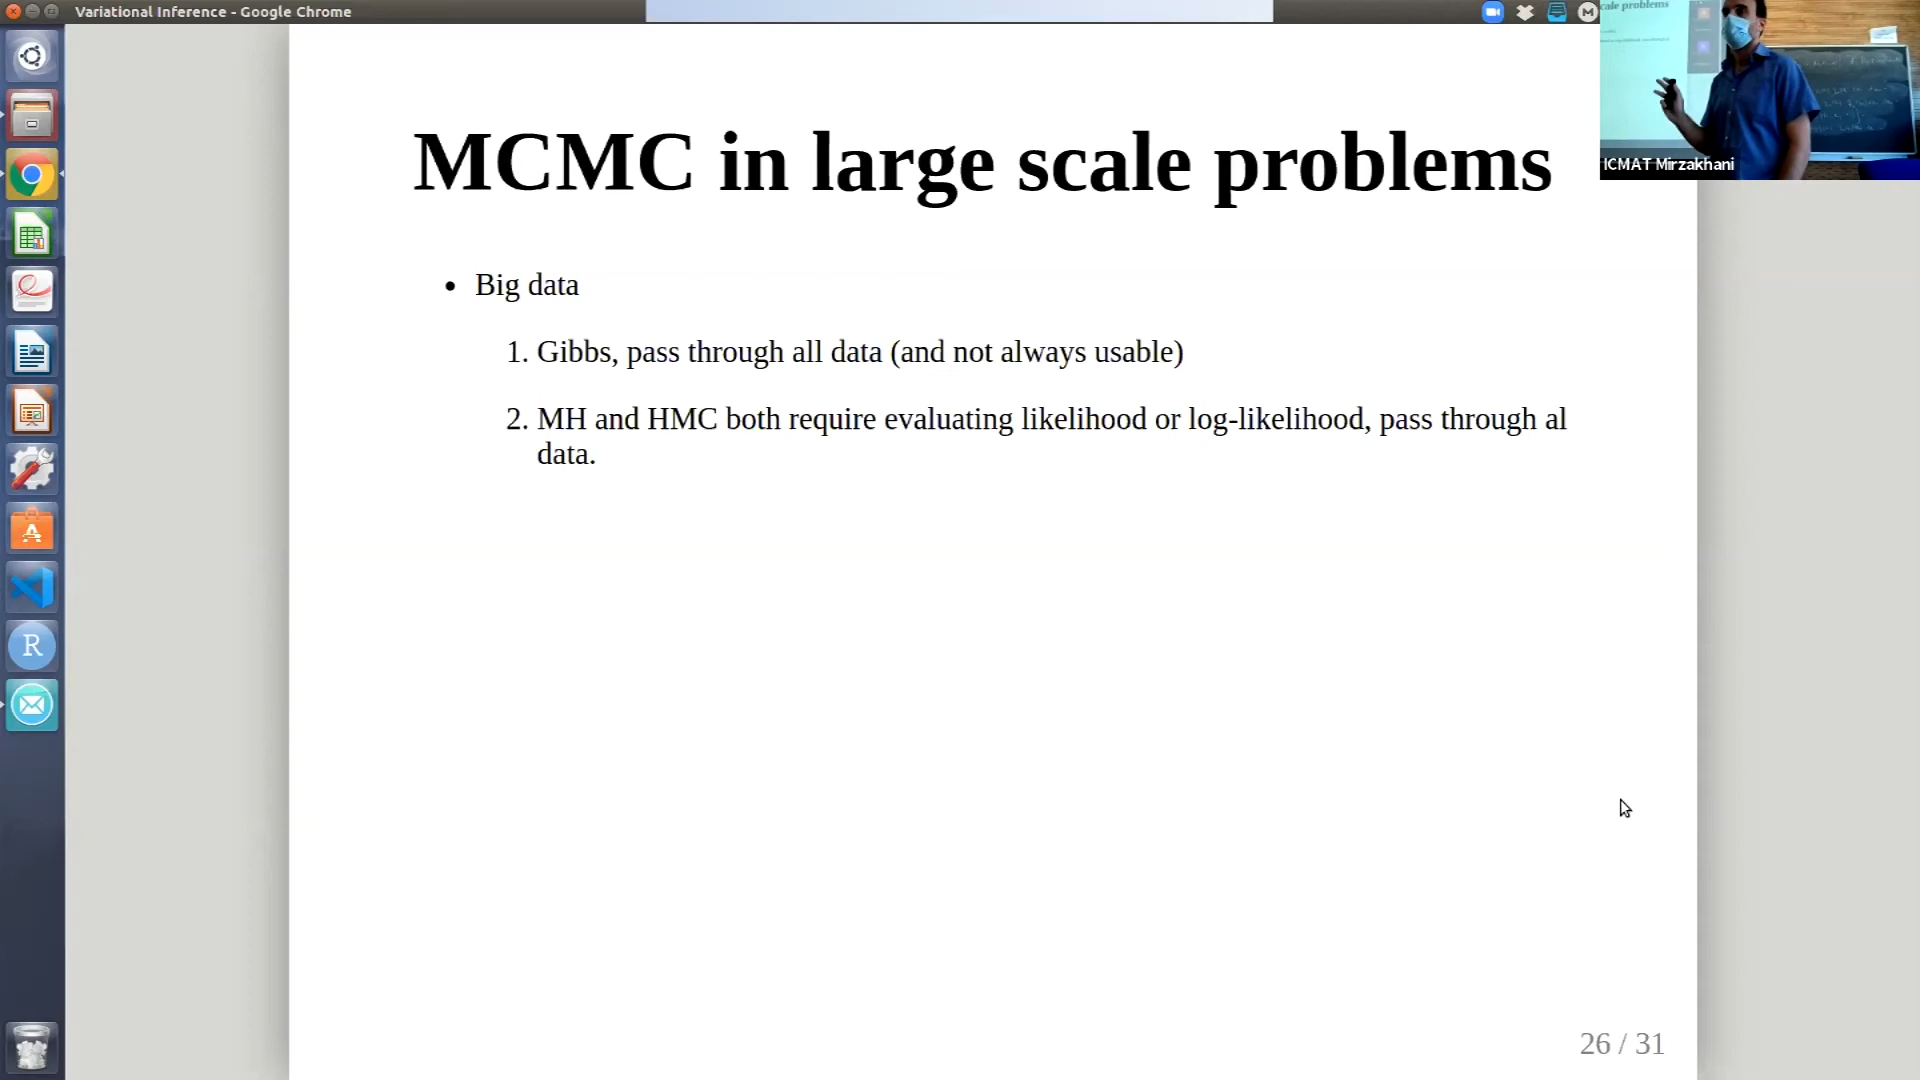 Variational Inference - Google Chrome
MCMC in large scale problems
ICMAT Mirzakhani
• Big data
1. Gibbs, pass through all data (and not always usable)
2. MH and HMC both require evaluating likelihood or log-likelihood, pass through al
data.
26 / 31
cale problems
R
A
M